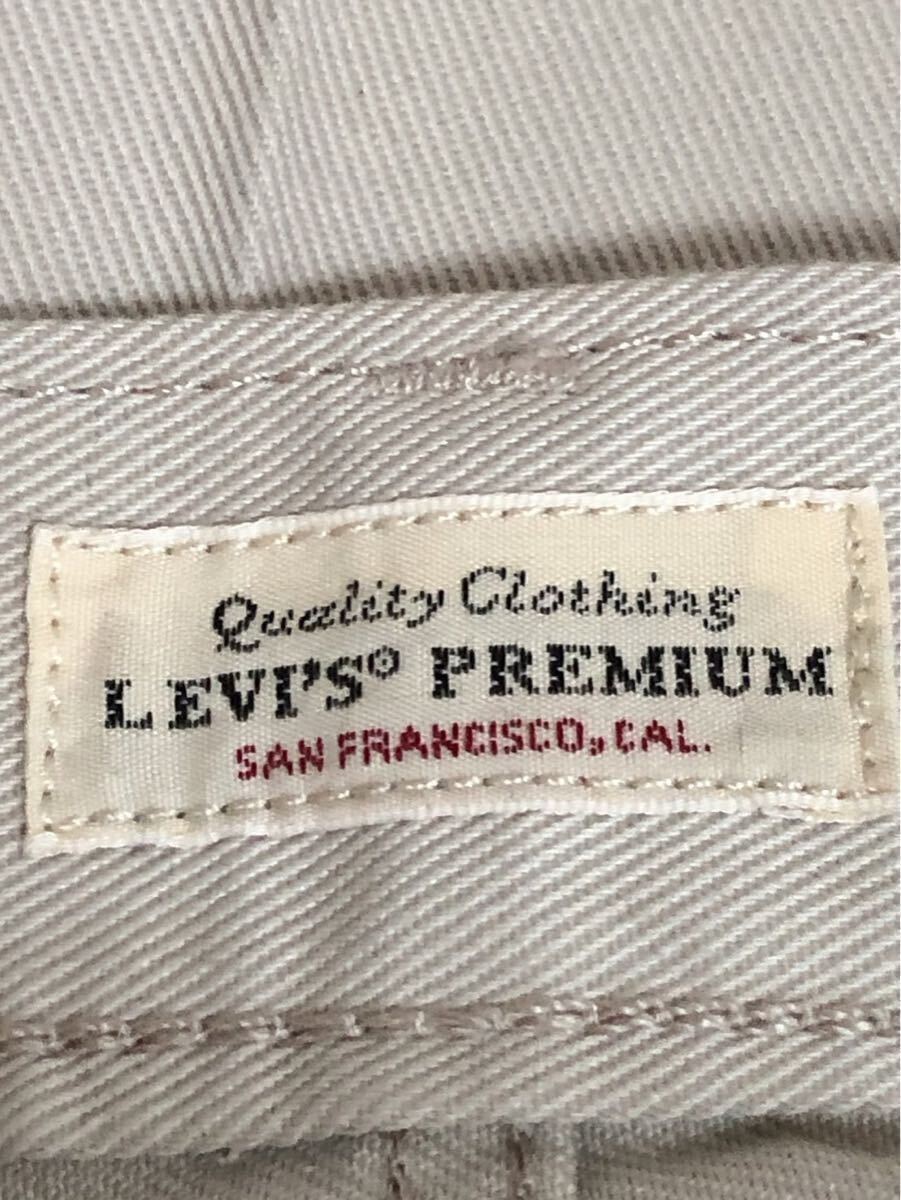 Quality Clothing
LEVI'S® PREMIUM
SAN FRANCISCO, CAL.